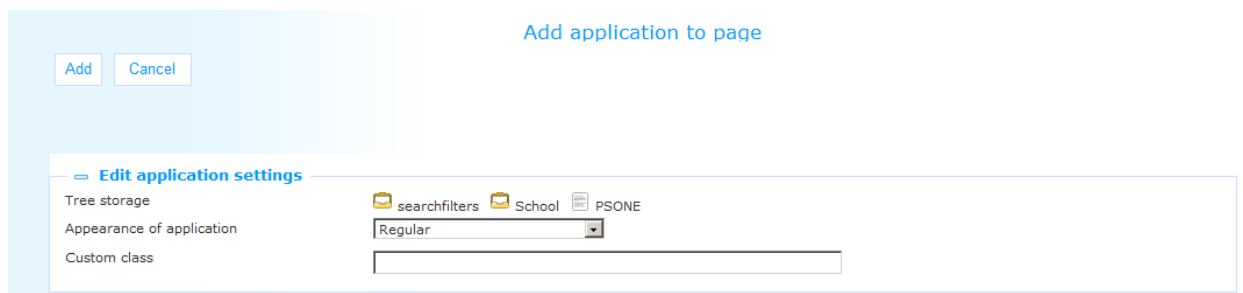 Add application to page
Add Cancel
Edit application settings
Tree storage searchfilters School PSONE
Appearance of application Regular
Custom class